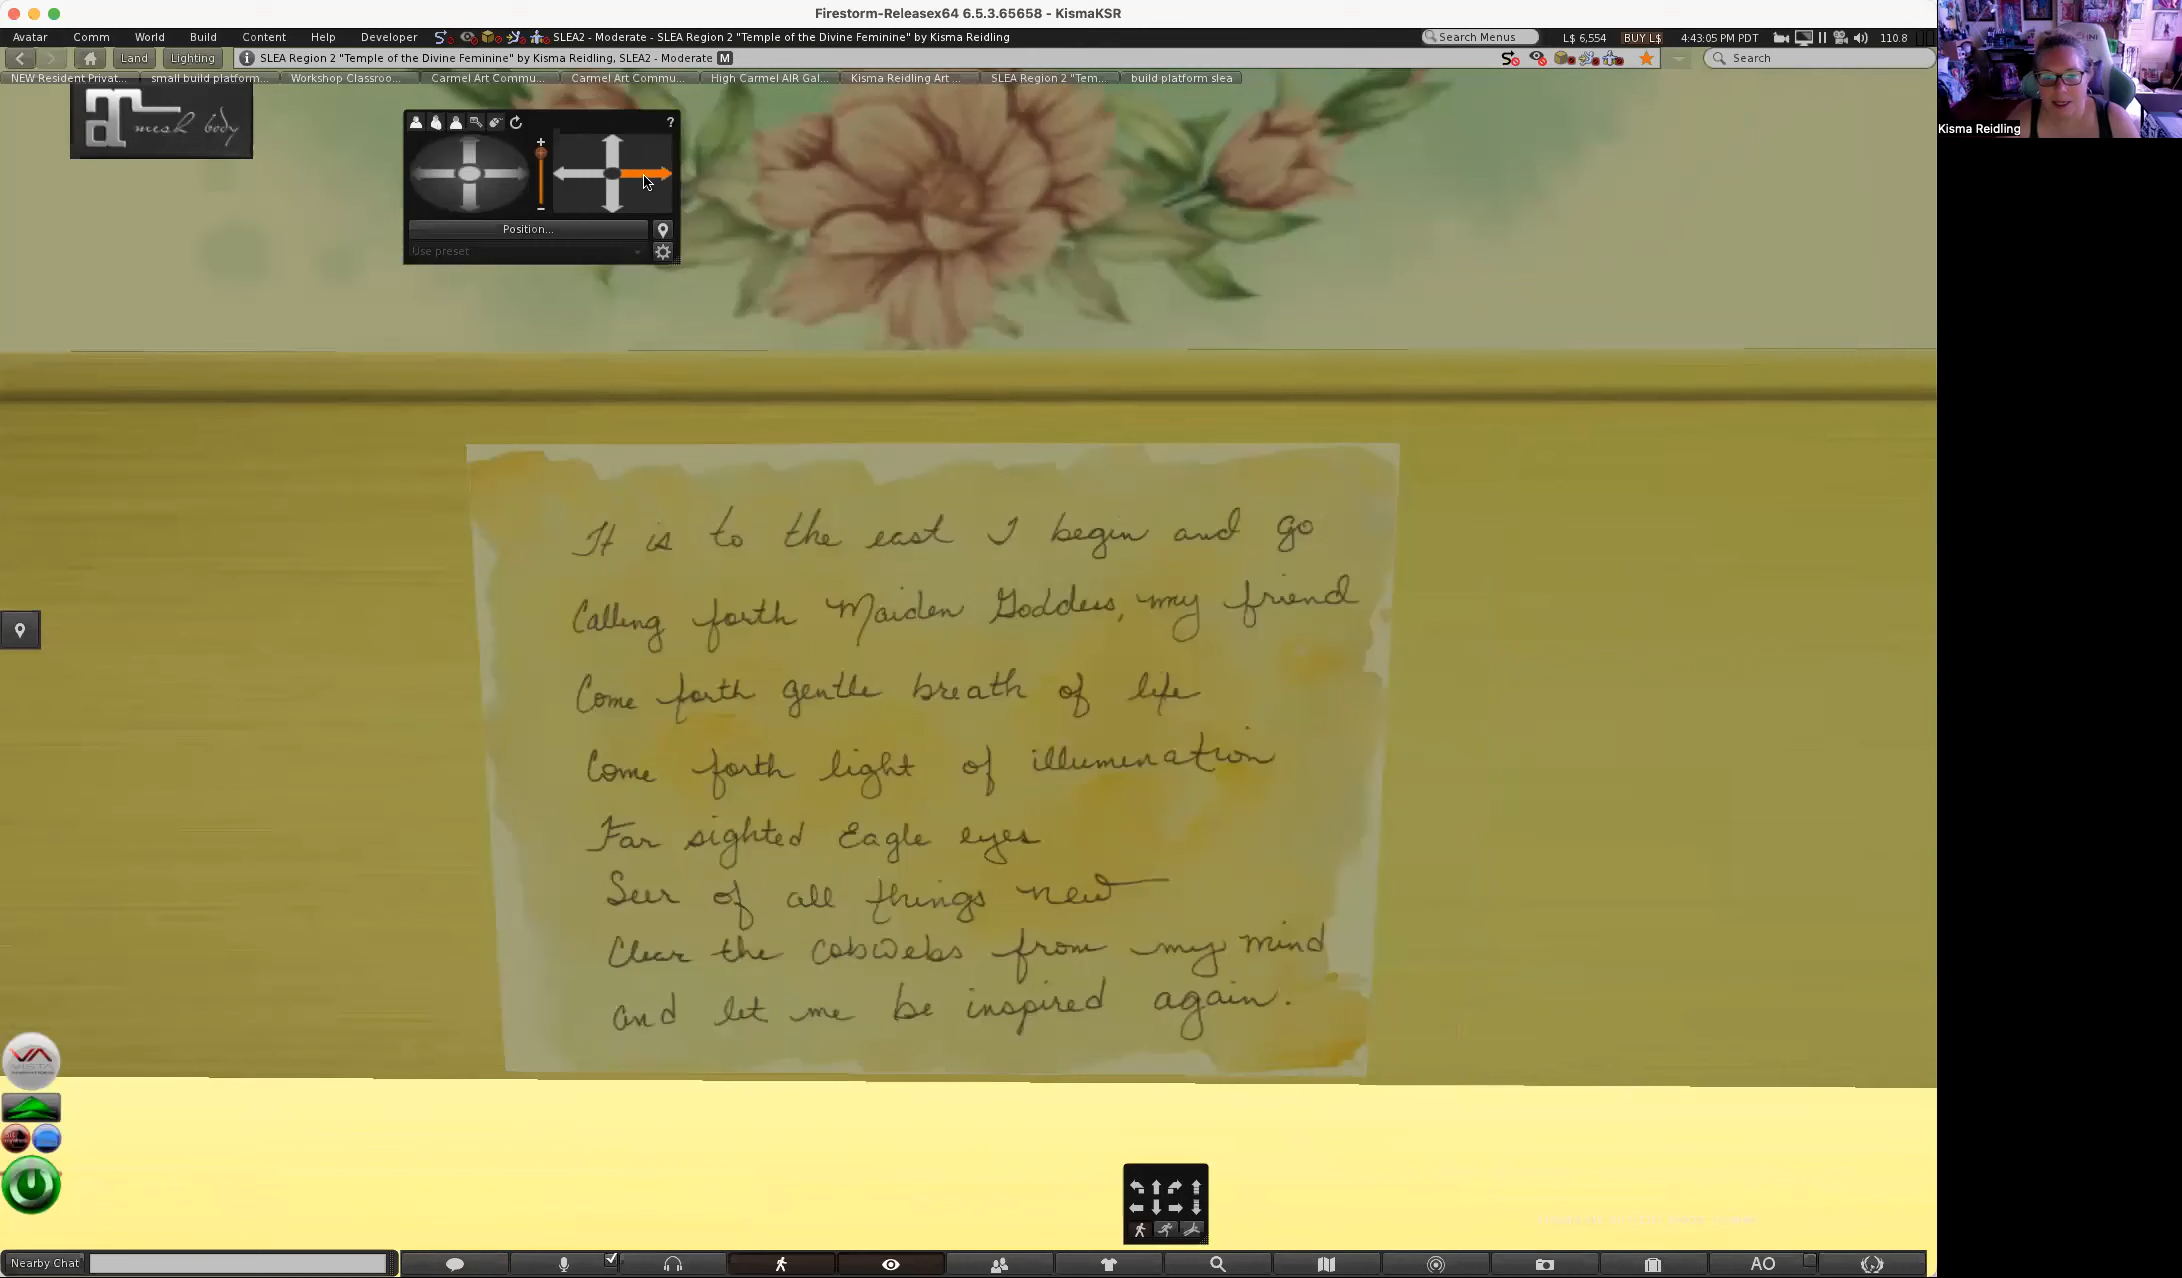 Firestorm-Releasex64 6.5.3.65658 - KismaKSR
Avatar Comm World Build Content Help Developer SLEA2 - Moderate - SLEA Region 2 "Temple of the Divine Feminine" by Kisma Reidling Search Menus L$ 6,554 BUY L$ 4:43:05 PM PDT 110.8
Land Lighting SLEA Region 2 "Temple of the Divine Feminine" by Kisma Reidling, SLEA2 - Moderate M Search
NEW Resident Privat... small build platform... Workshop Classroo... Carmel Art Commu... Carmel Art Commu... High Carmel AIR Gal... Kisma Reidling Art ... SLEA Region 2 "Tem... build platform slea
mesh body
?
+
-
Position...
Use preset
Kisma Reidling
It is to the east I begin and go
Calling forth Maiden Goddess, my friend
Come forth gentle breath of life
Come forth light of illumination
Far sighted Eagle eyes
Seer of all things new
Clear the cobwebs from my mind
and let me be inspired again.
VISTA
Nearby Chat AO